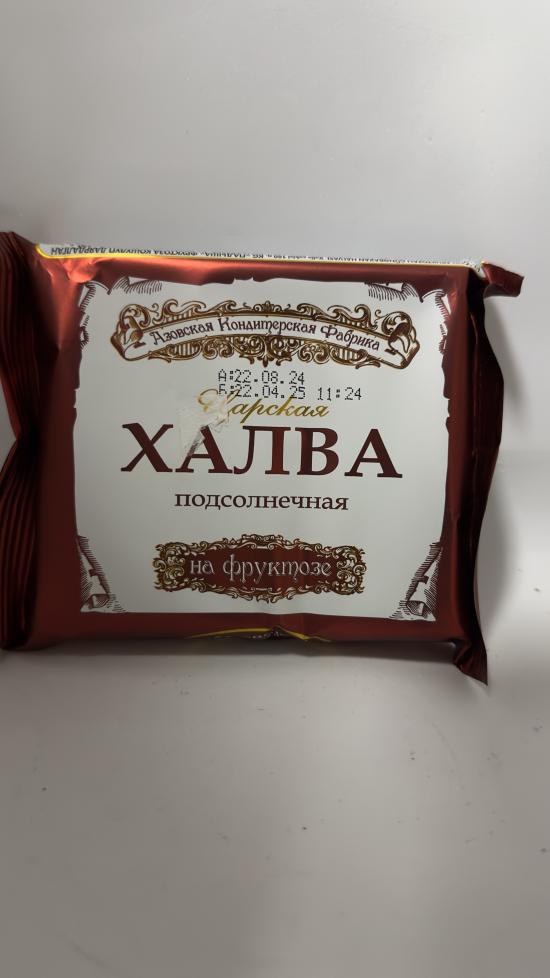 Азовская Кондитерская Фабрика
А:22.08.24
Б:22.04.25 11:24
Царская
ХАЛВА
подсолнечная
на фруктозе